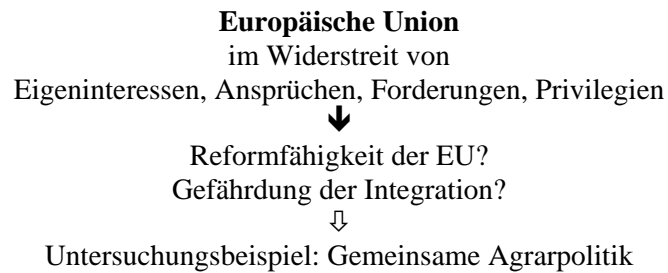 Europäische Union
im Widerstreit von
Eigeninteressen, Ansprüchen, Forderungen, Privilegien
Reformfähigkeit der EU?
Gefährdung der Integration?
Untersuchungsbeispiel: Gemeinsame Agrarpolitik